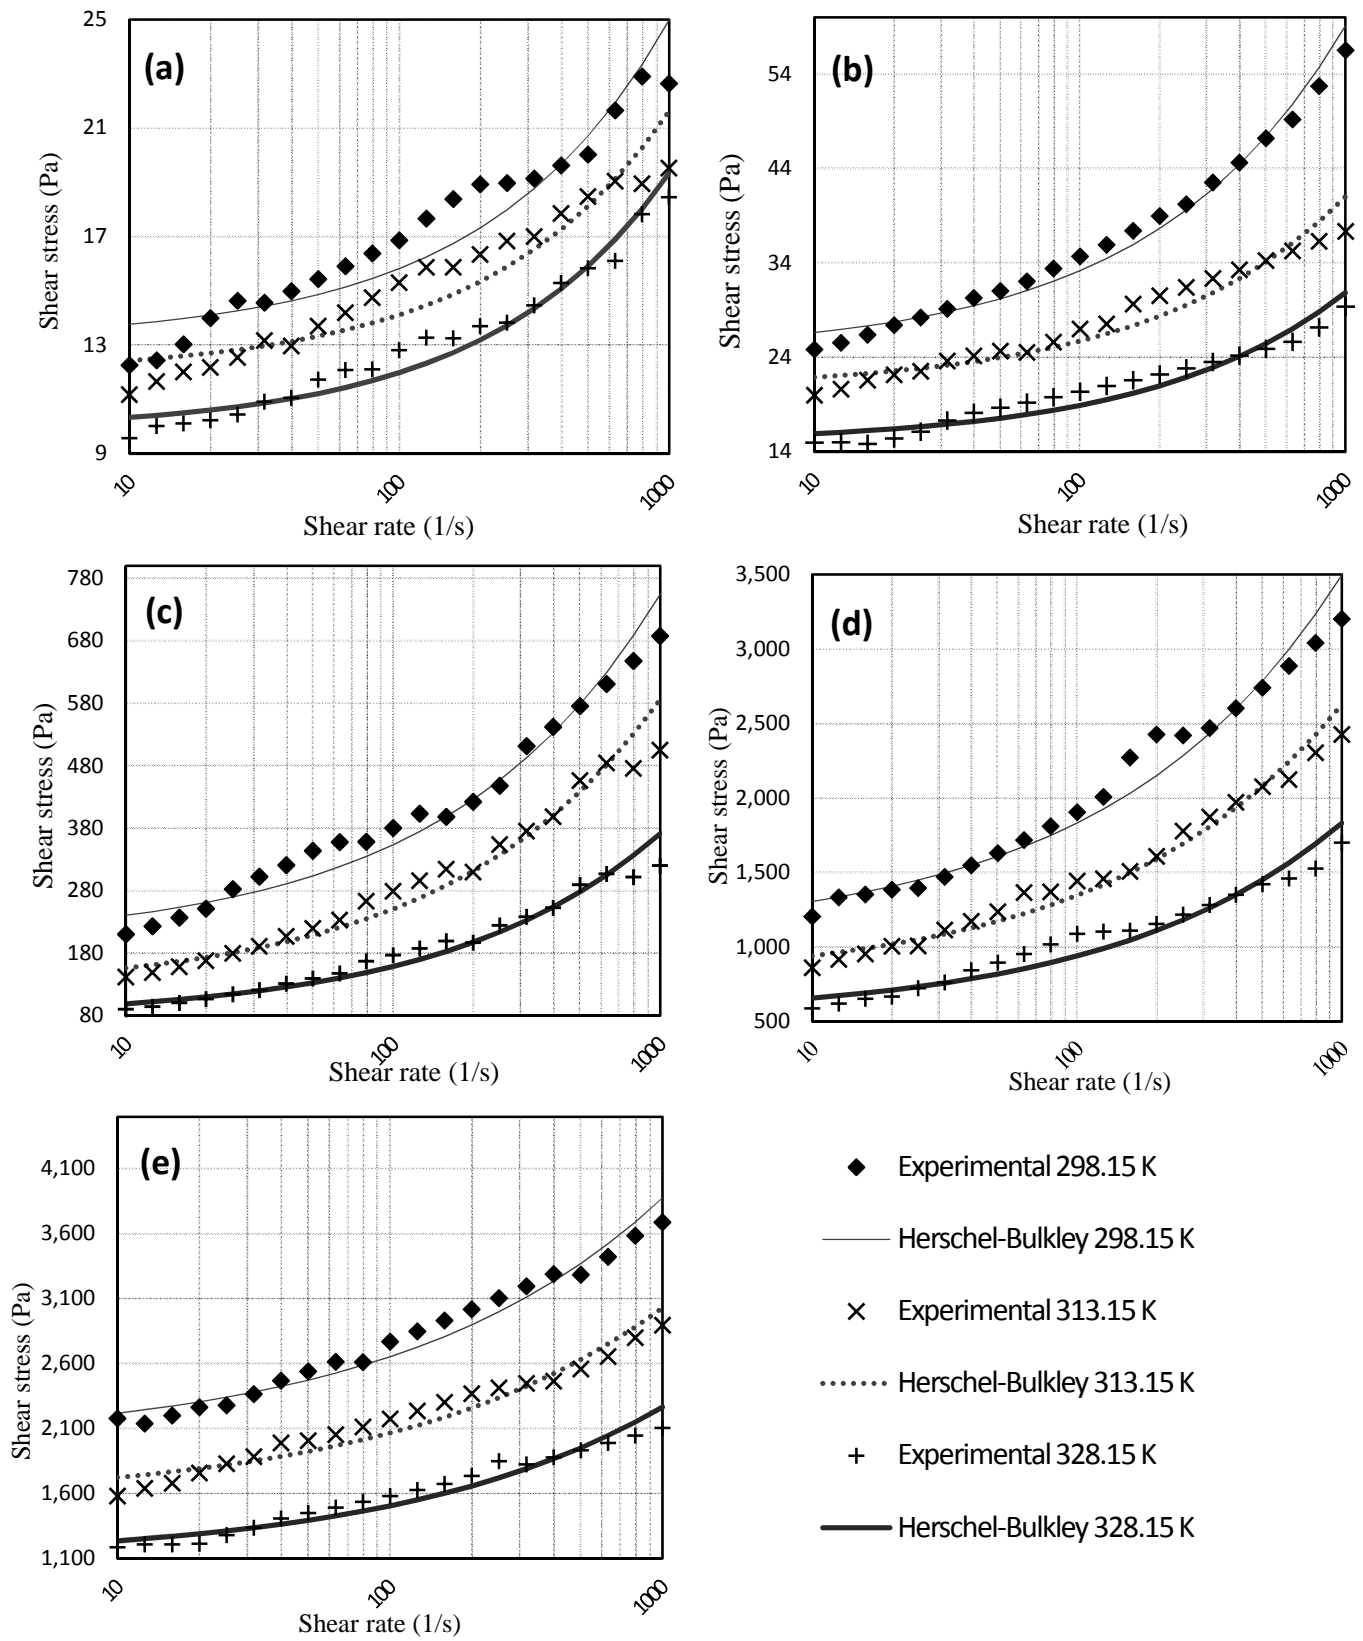 (a)
25
21
17
13
9
Shear stress (Pa)
10
100
1000
Shear rate (1/s)
(b)
54
44
34
24
14
Shear stress (Pa)
10
100
1000
Shear rate (1/s)
(c)
780
680
580
480
380
280
180
80
Shear stress (Pa)
10
100
1000
Shear rate (1/s)
(d)
3,500
3,000
2,500
2,000
1,500
1,000
500
Shear stress (Pa)
10
100
1000
Shear rate (1/s)
(e)
4,100
3,600
3,100
2,600
2,100
1,600
1,100
Shear stress (Pa)
10
100
1000
Shear rate (1/s)
Experimental 298.15 K
Herschel-Bulkley 298.15 K
Experimental 313.15 K
Herschel-Bulkley 313.15 K
Experimental 328.15 K
Herschel-Bulkley 328.15 K